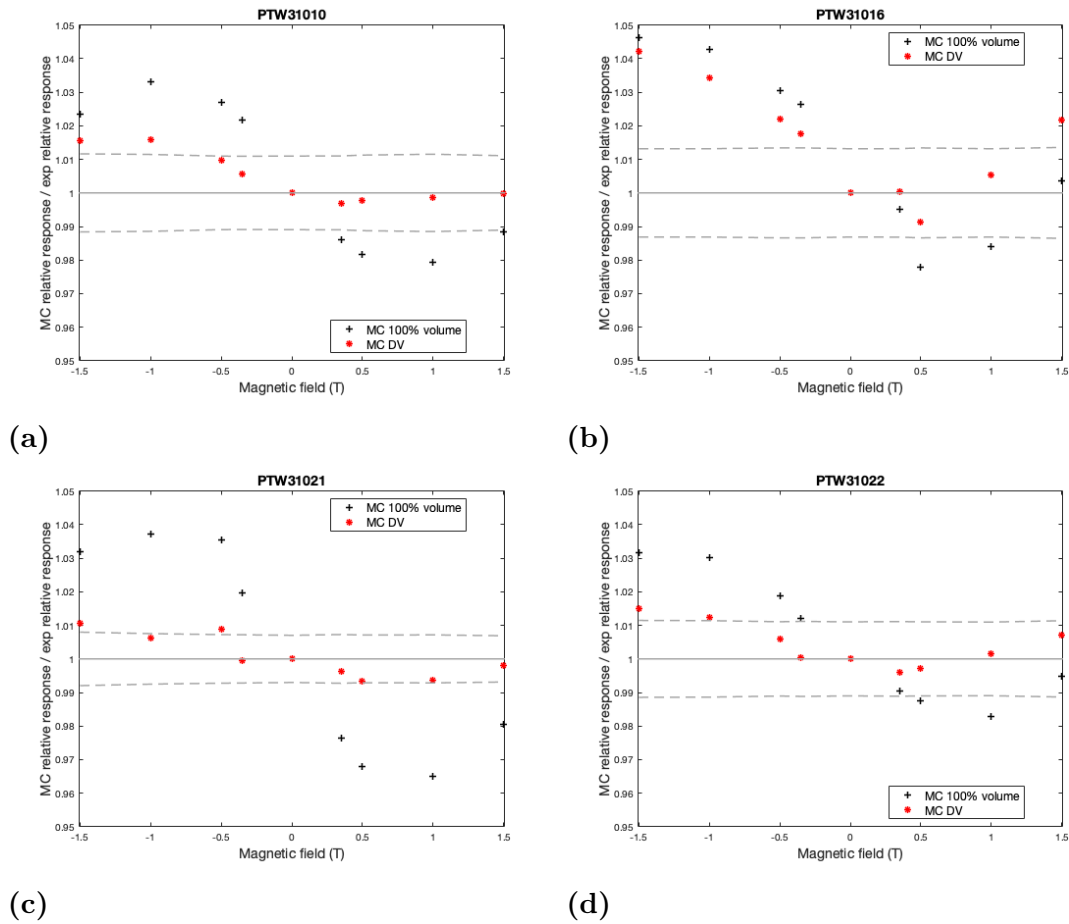 PTW31010
MC relative response / exp relative response
1.05
1.04
1.03
1.02
1.01
1
0.99
0.98
0.97
0.96
0.95
MC 100% volume
MC DV
-1.5 -1 -0.5 0 0.5 1 1.5
Magnetic field (T)
(a)
PTW31016
MC relative response / exp relative response
1.05
1.04
1.03
1.02
1.01
1
0.99
0.98
0.97
0.96
0.95
MC 100% volume
MC DV
-1.5 -1 -0.5 0 0.5 1 1.5
Magnetic field (T)
(b)
PTW31021
MC relative response / exp relative response
1.05
1.04
1.03
1.02
1.01
1
0.99
0.98
0.97
0.96
0.95
MC 100% volume
MC DV
-1.5 -1 -0.5 0 0.5 1 1.5
Magnetic field (T)
(c)
PTW31022
MC relative response / exp relative response
1.05
1.04
1.03
1.02
1.01
1
0.99
0.98
0.97
0.96
0.95
MC 100% volume
MC DV
-1.5 -1 -0.5 0 0.5 1 1.5
Magnetic field (T)
(d)